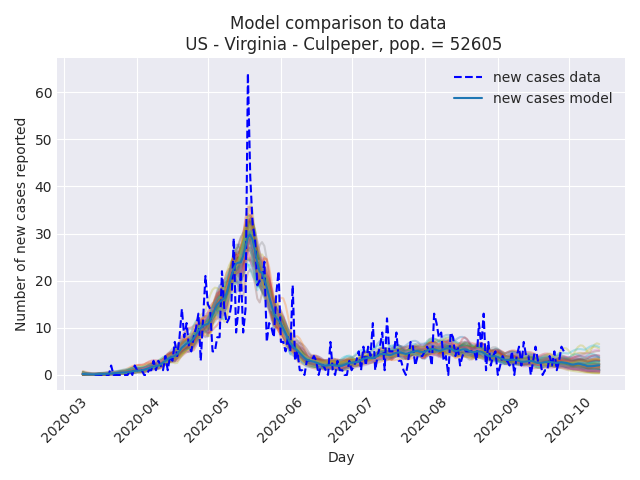 Model comparison to data
US - Virginia - Culpeper, pop. = 52605
new cases data
new cases model
Number of new cases reported
60
50
40
30
20
10
0
2020-03
2020-04
2020-05
2020-06
2020-07
2020-08
2020-09
2020-10
Day